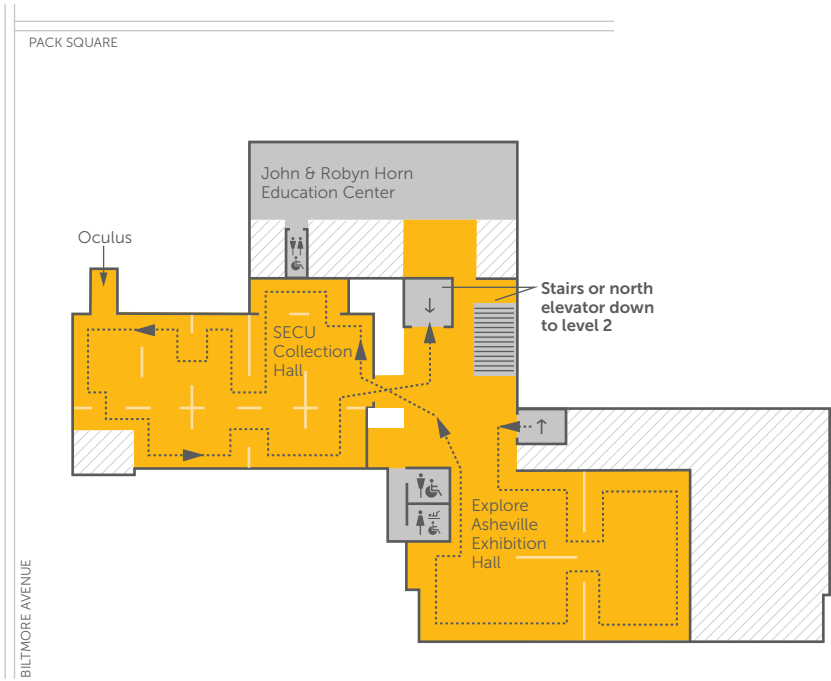 PACK SQUARE
John & Robyn Horn
Education Center
Oculus
Stairs or north
elevator down
to level 2
SECU
Collection
Hall
Explore
Asheville
Exhibition
Hall
BILTMORE AVENUE